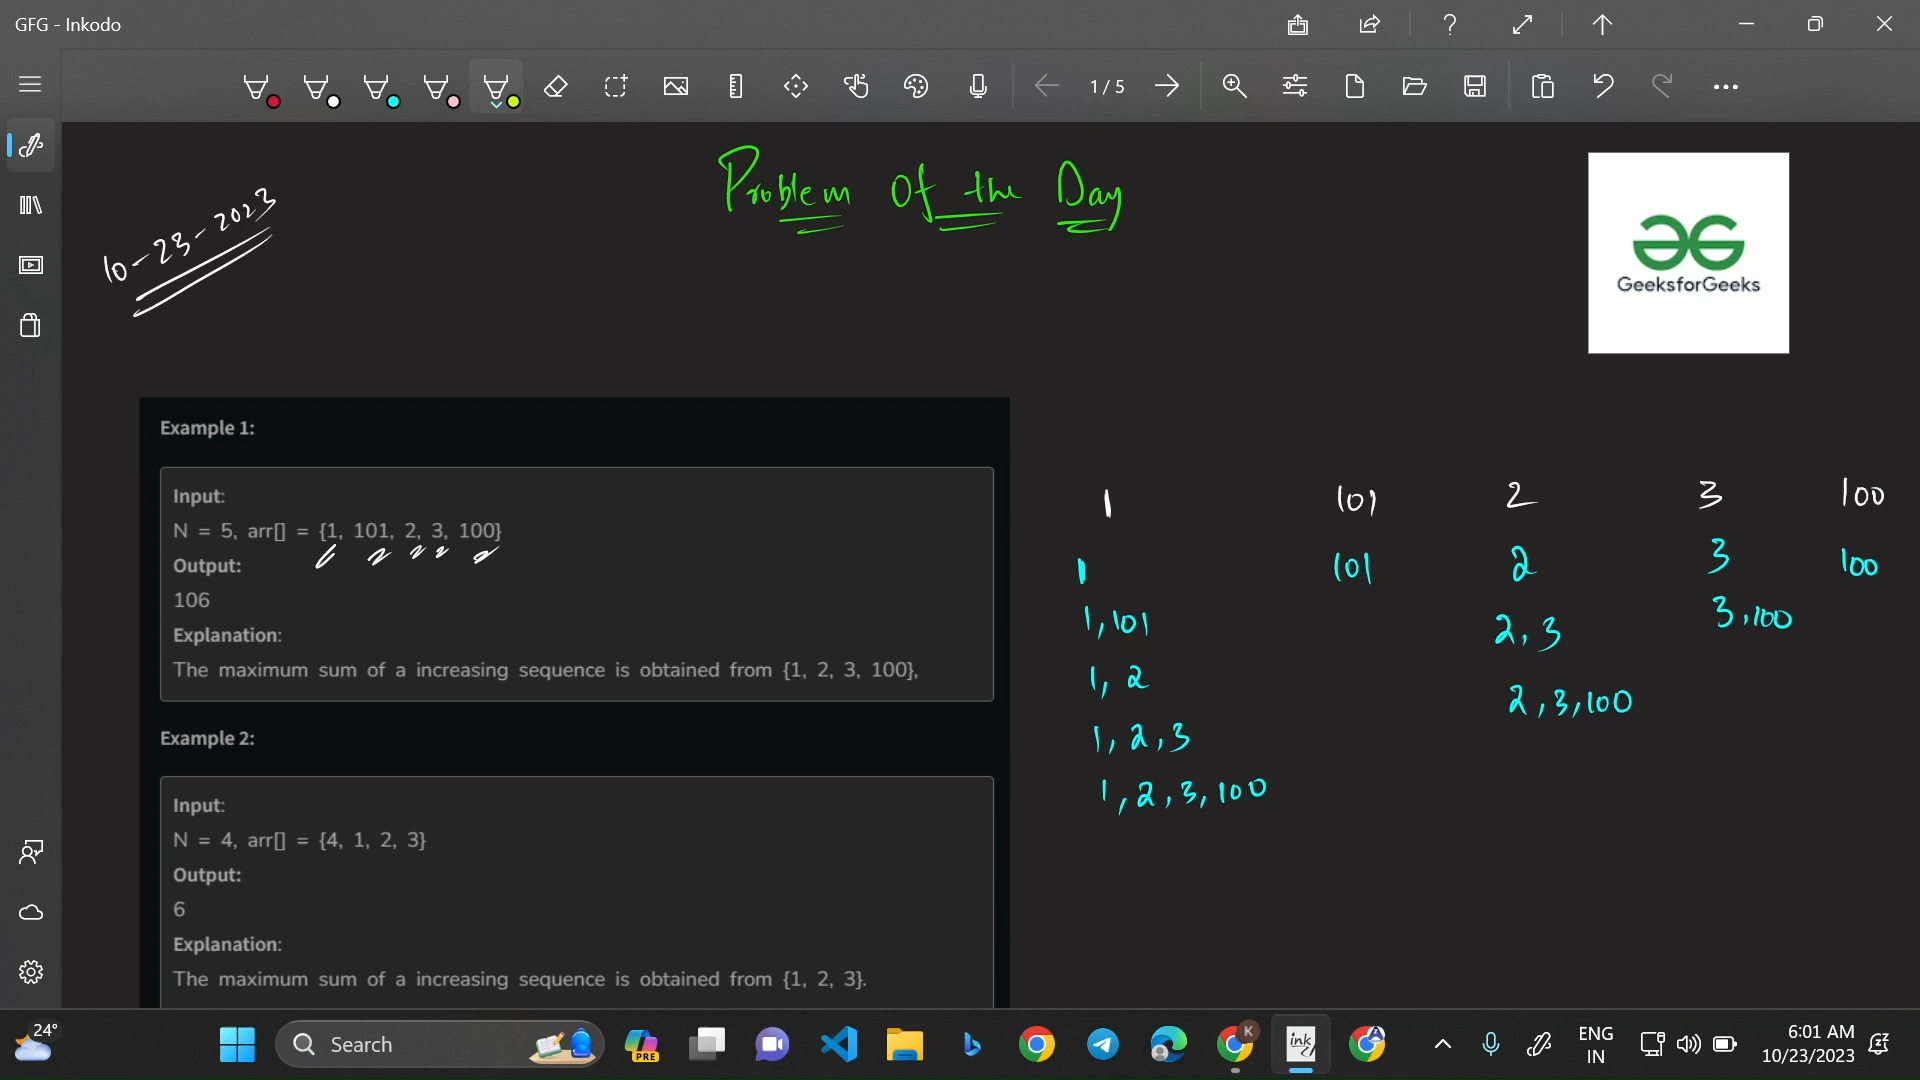 GFG - Inkodo
1 / 5
Problem Of the Day
10-23-2023
GeeksforGeeks
Example 1:
Input:
N = 5, arr[] = {1, 101, 2, 3, 100}
Output:
106
Explanation:
The maximum sum of a increasing sequence is obtained from {1, 2, 3, 100},
Example 2:
Input:
N = 4, arr[] = {4, 1, 2, 3}
Output:
6
Explanation:
The maximum sum of a increasing sequence is obtained from {1, 2, 3}.
1 101 2 3 100
1 101 2 3 100
1, 101 2, 3 3, 100
1, 2 2, 3, 100
1, 2, 3
1, 2, 3, 100
24°
Search
PRE
K
ink
ENG
IN
6:01 AM
10/23/2023